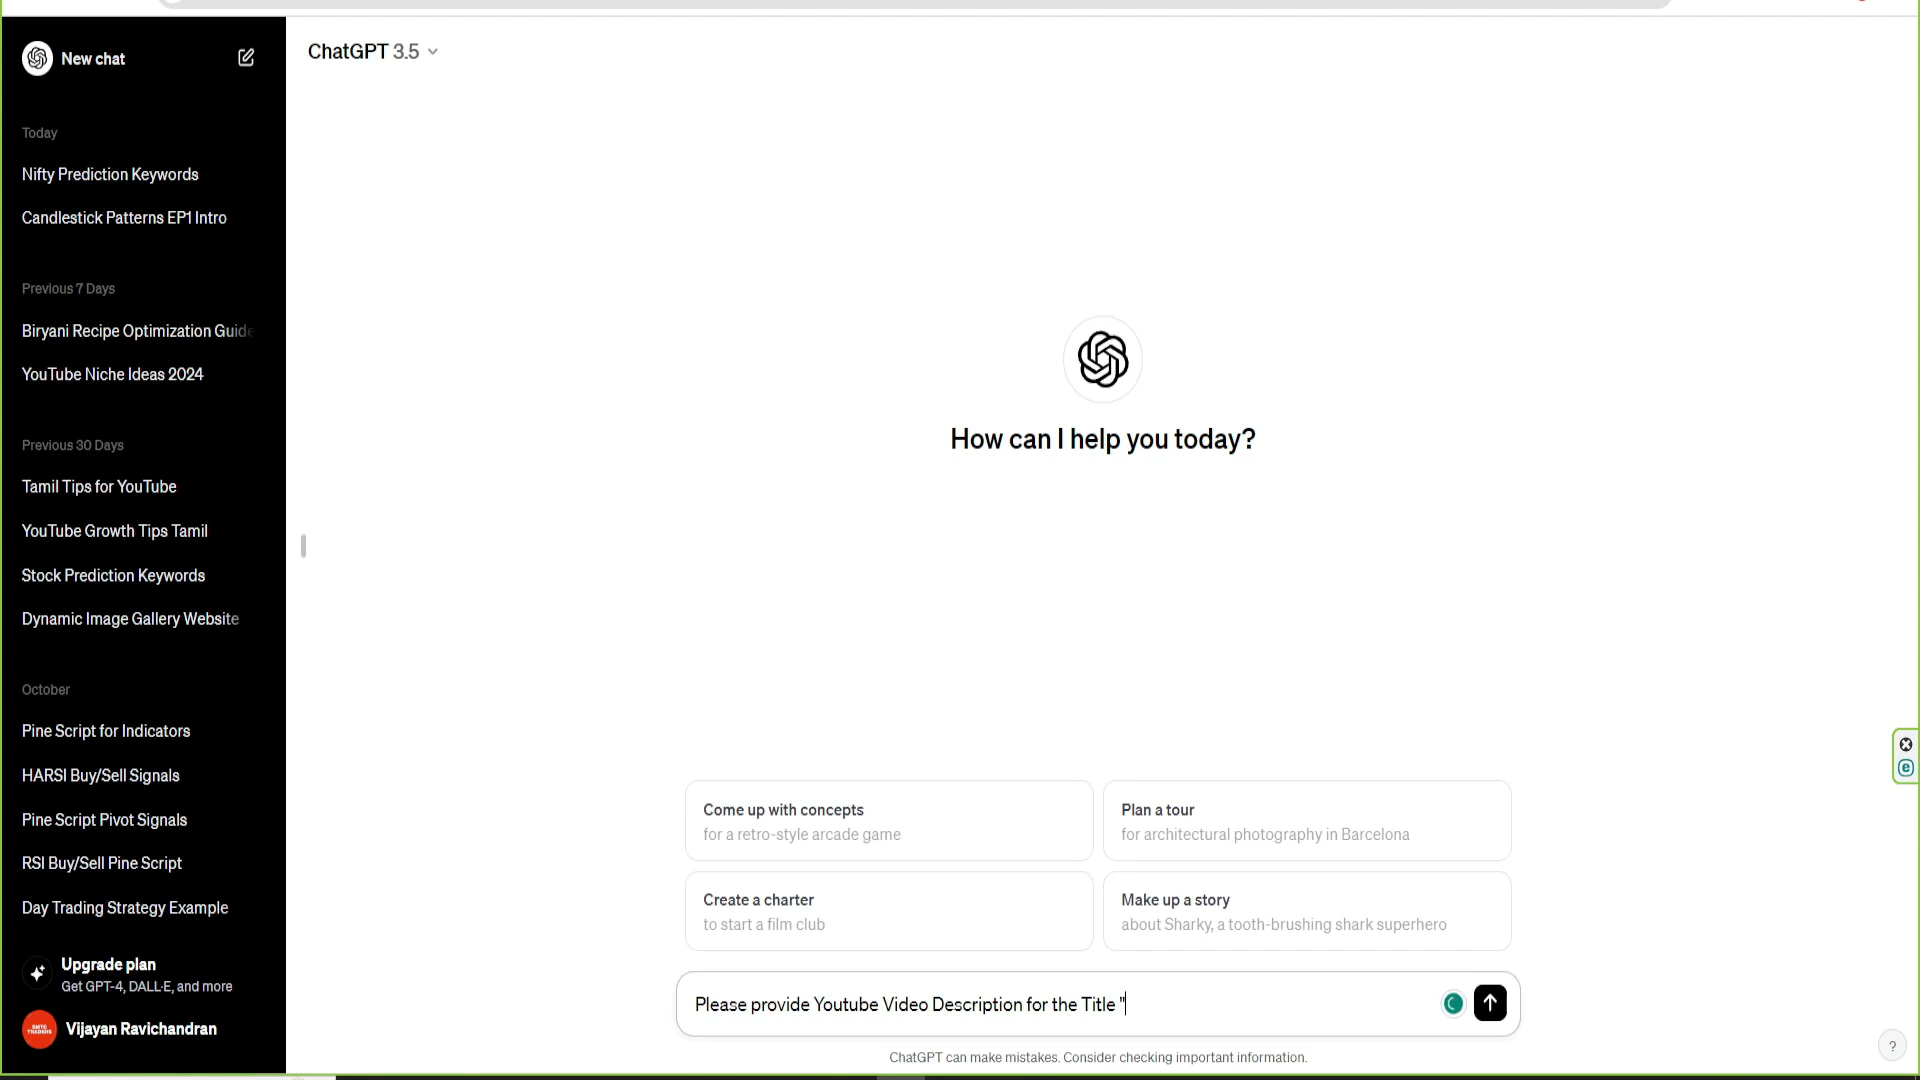 New chat
ChatGPT 3.5
Today
Nifty Prediction Keywords
Candlestick Patterns EP1 Intro
Previous 7 Days
Biryani Recipe Optimization Guide
YouTube Niche Ideas 2024
Previous 30 Days
Tamil Tips for YouTube
YouTube Growth Tips Tamil
Stock Prediction Keywords
Dynamic Image Gallery Website
October
Pine Script for Indicators
HARSI Buy/Sell Signals
Pine Script Pivot Signals
RSI Buy/Sell Pine Script
Day Trading Strategy Example
Upgrade plan
Get GPT-4, DALL·E, and more
SMTC
TRADING
Vijayan Ravichandran
How can I help you today?
Come up with concepts
for a retro-style arcade game
Plan a tour
for architectural photography in Barcelona
Create a charter
to start a film club
Make up a story
about Sharky, a tooth-brushing shark superhero
Please provide Youtube Video Description for the Title "
ChatGPT can make mistakes. Consider checking important information.
?